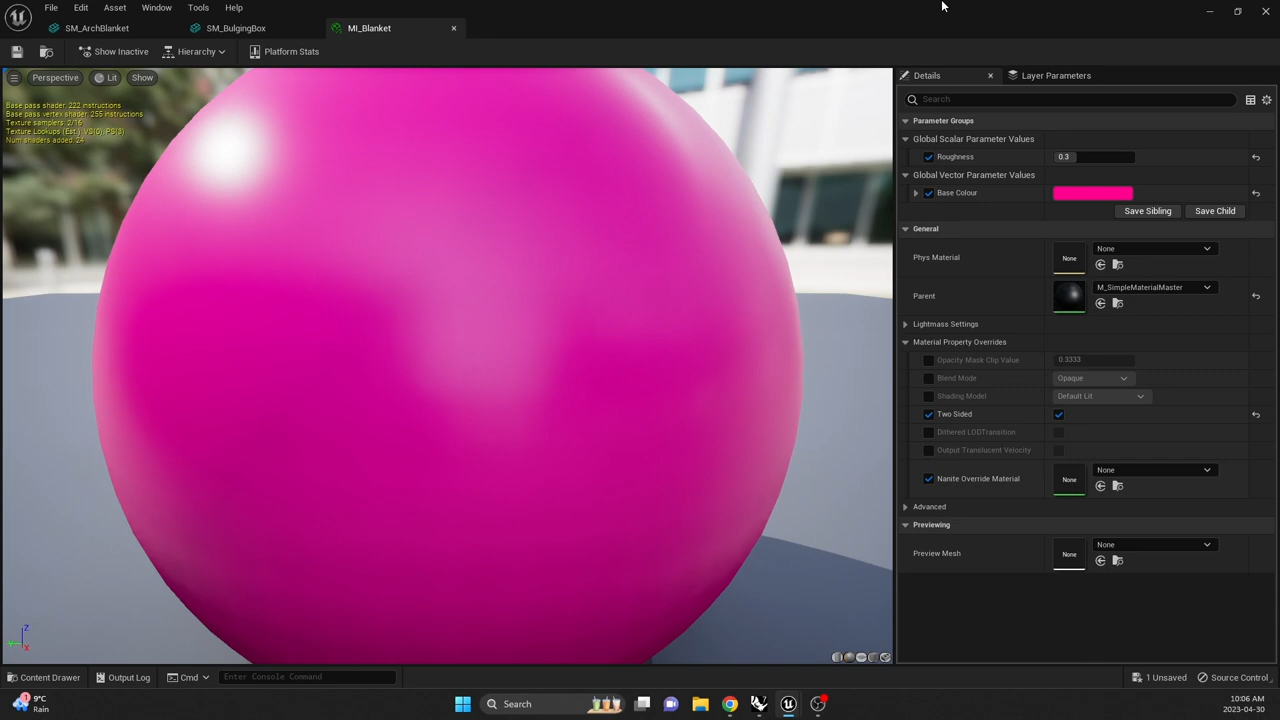 File Edit Asset Window Tools Help
SM_ArchBlanket SM_BulgingBox MI_Blanket
Show Inactive Hierarchy Platform Stats
Perspective Lit Show
Base pass shader: 222 instructions
Base pass vertex shader: 255 instructions
Texture samplers: 2/16
Texture Lookups (Est.): VS(0), PS(3)
Num shaders added: 24
Z
Y
X
Details Layer Parameters
Search
Parameter Groups
Global Scalar Parameter Values
Roughness 0.3
Global Vector Parameter Values
Base Colour
Save Sibling Save Child
General
Phys Material None None
Parent M_SimpleMaterialMaster
Lightmass Settings
Material Property Overrides
Opacity Mask Clip Value 0.3333
Blend Mode Opaque
Shading Model Default Lit
Two Sided
Dithered LODTransition
Output Translucent Velocity
Nanite Override Material None None
Advanced
Previewing
Preview Mesh None None
Content Drawer Output Log Cmd Enter Console Command 1 Unsaved Source Control
1 9°C
Rain
Search
10:06 AM
2023-04-30